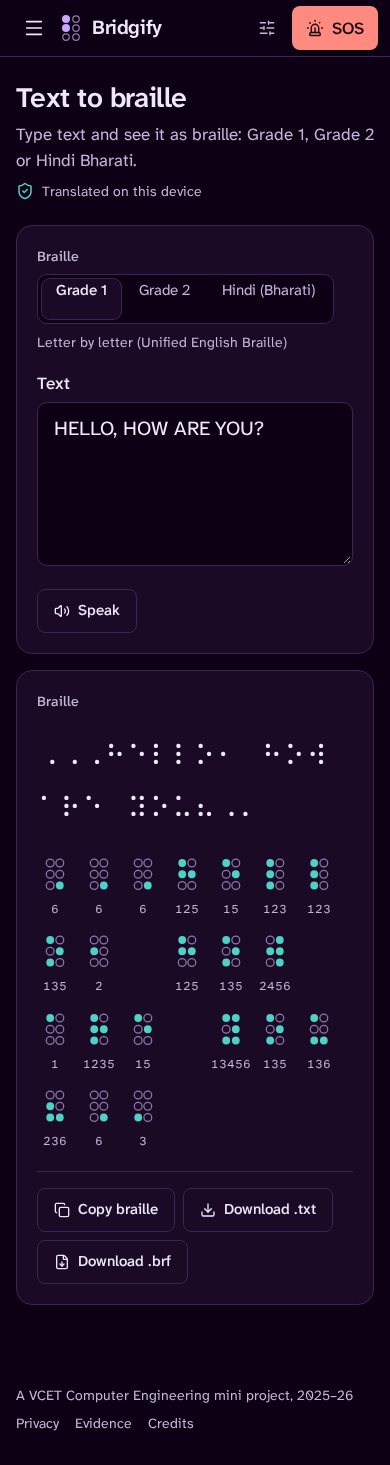 Bridgify
SOS
Text to braille
Type text and see it as braille: Grade 1, Grade 2
or Hindi Bharati.
Translated on this device
Braille
Grade 1 Grade 2 Hindi (Bharati)
Letter by letter (Unified English Braille)
Text
HELLO, HOW ARE YOU?
Speak
Braille
⠠⠠⠠⠓⠑⠇⠇⠕⠂ ⠓⠕⠺
⠁⠗⠑ ⠽⠕⠥⠦⠠⠄
6 6 6 125 15 123 123
135 2 125 135 2456
1 1235 15 13456 135 136
236 6 3
Copy braille Download .txt
Download .brf
A VCET Computer Engineering mini project, 2025–26
Privacy Evidence Credits